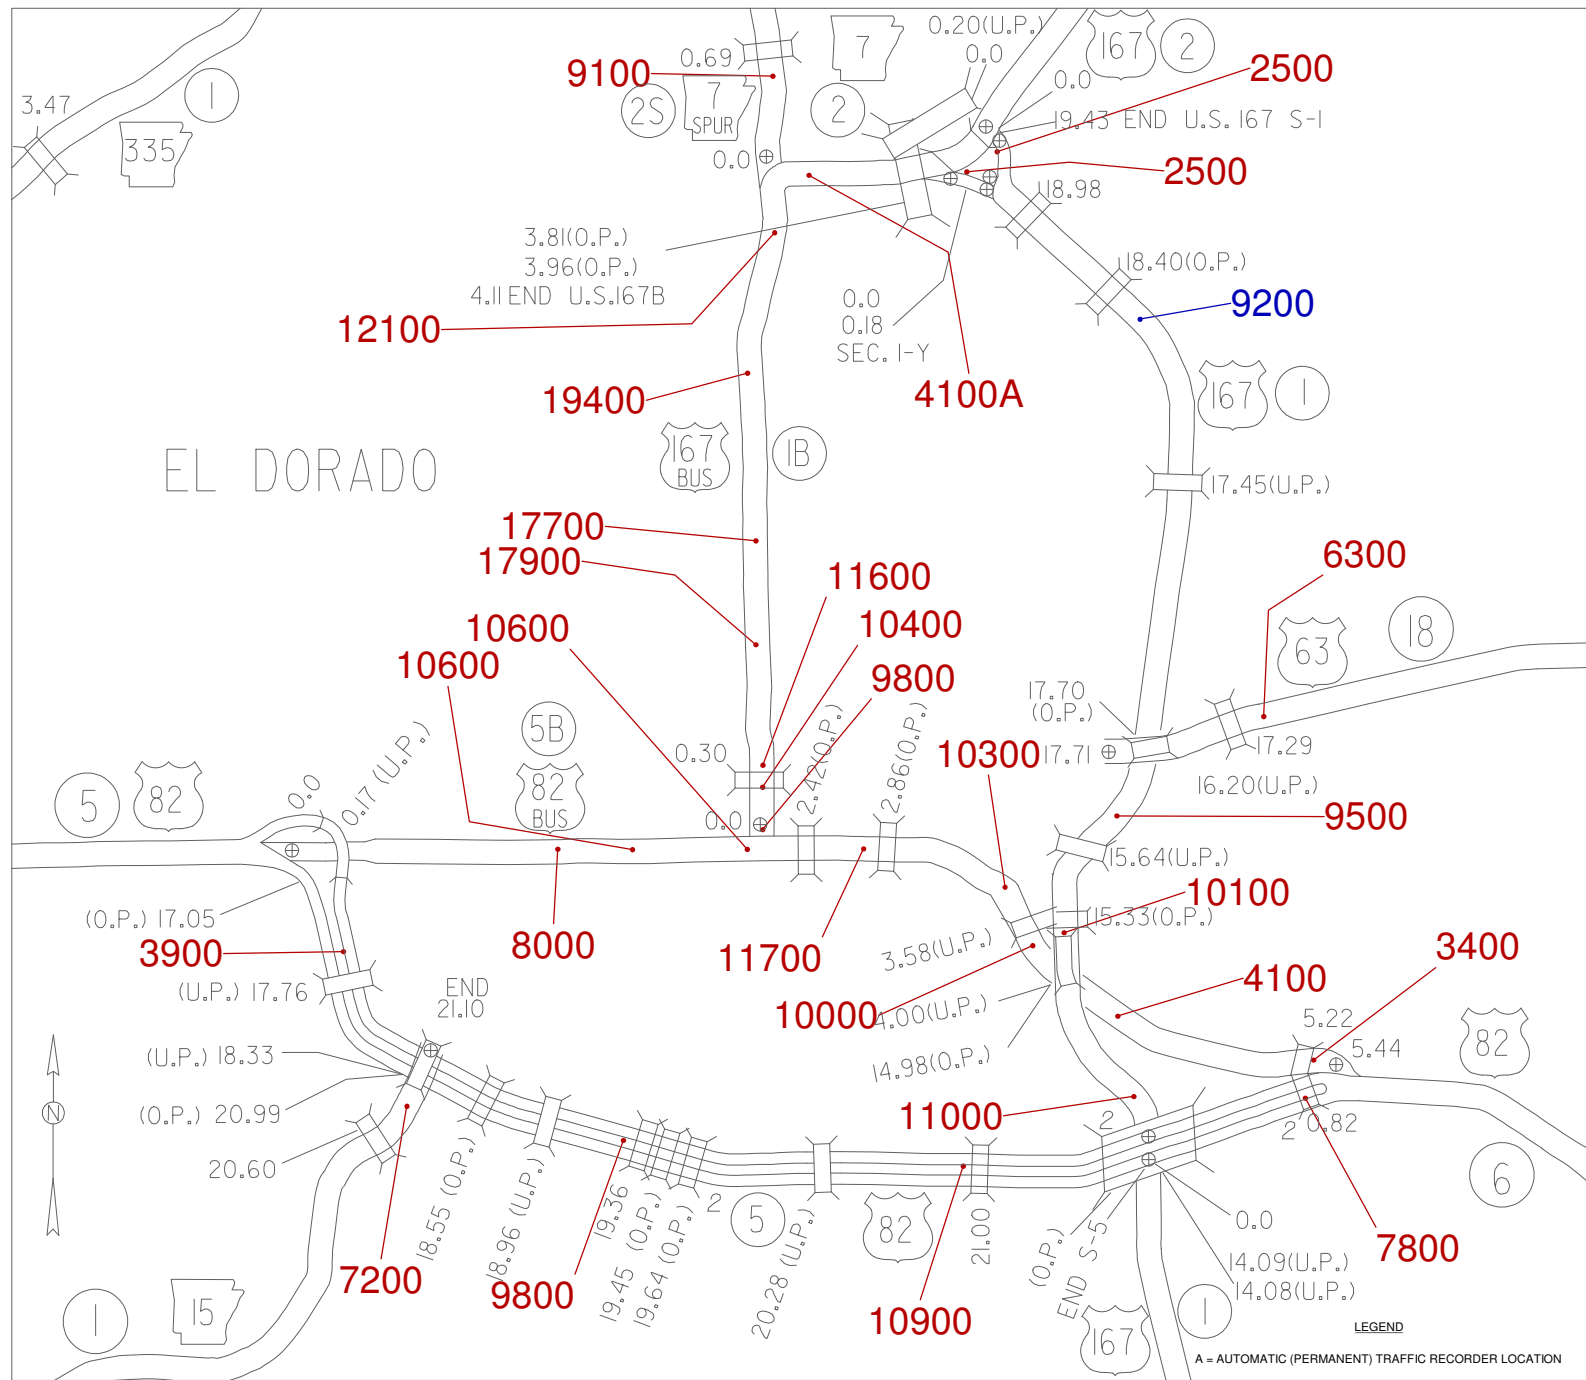 0.20(U.P.)
0.0
7
167
2
0.69
9100
2500
1
3.47
7
SPUR
2S
2
0.0
19.43 END U.S. 167 S-1
335
0.0
2500
18.98
3.81(O.P.)
3.96(O.P.)
4.11 END U.S.167B
18.40(O.P.)
0.0
0.18
SEC. 1-Y
9200
12100
19400
4100A
167
1
167
BUS
1B
EL DORADO
17.45(U.P.)
17700
17900
11600
6300
10600
10400
63
18
10600
9800
17.70
(O.P.)
5B
0.30
2.42(O.P.)
2.86(O.P.)
10300
17.71
17.29
5
82
0.0
0.17 (U.P.)
82
BUS
16.20(U.P.)
0.0
9500
15.64(U.P.)
10100
(O.P.) 17.05
15.33(O.P.)
3900
8000
11700
3.58(U.P.)
3400
4100
(U.P.) 17.76
END
21.10
10000
4.00(U.P.)
5.22
5.44
82
(U.P.) 18.33
14.98(O.P.)
N
(O.P.) 20.99
11000
2
2
0.82
20.60
6
18.55 (O.P.)
18.96 (U.P.)
19.36
19.45 (O.P.)
19.64 (O.P.)
2
5
20.28 (U.P.)
82
21.00
(O.P.)
END S-5
0.0
14.09(U.P.)
14.08(U.P.)
7800
7200
9800
10900
1
15
167
1
LEGEND
A = AUTOMATIC (PERMANENT) TRAFFIC RECORDER LOCATION